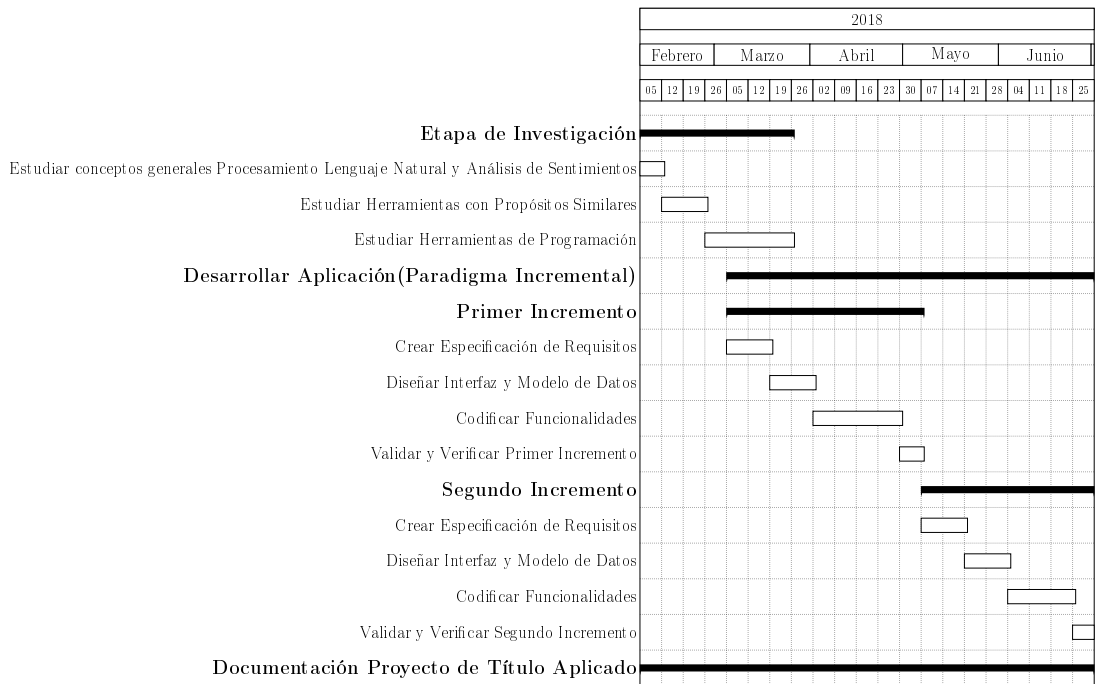 2018
Febrero Marzo Abril Mayo Junio
05 12 19 26 05 12 19 26 02 09 16 23 30 07 14 21 28 04 11 18 25
Etapa de Investigación
Estudiar conceptos generales Procesamiento Lenguaje Natural y Análisis de Sentimientos
Estudiar Herramientas con Propósitos Similares
Estudiar Herramientas de Programación
Desarrollar Aplicación(Paradigma Incremental)
Primer Incremento
Crear Especificación de Requisitos
Diseñar Interfaz y Modelo de Datos
Codificar Funcionalidades
Validar y Verificar Primer Incremento
Segundo Incremento
Crear Especificación de Requisitos
Diseñar Interfaz y Modelo de Datos
Codificar Funcionalidades
Validar y Verificar Segundo Incremento
Documentación Proyecto de Título Aplicado